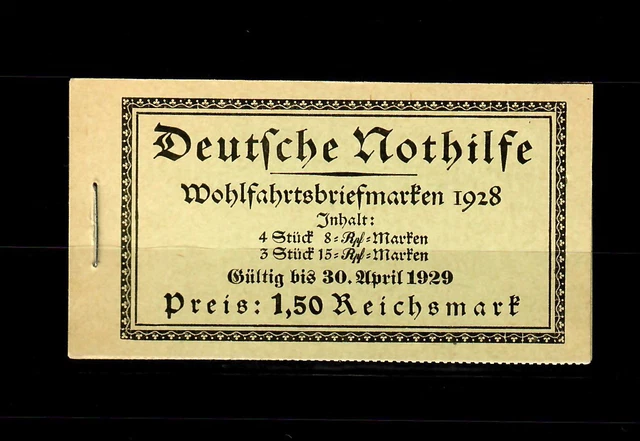 Deutsche Nothilfe
Wohlfahrtsbriefmarken 1928
Inhalt:
4 Stück 8=Rpf=Marken
3 Stück 15=Rpf=Marken
Gültig bis 30. April 1929
Preis: 1,50 Reichsmark